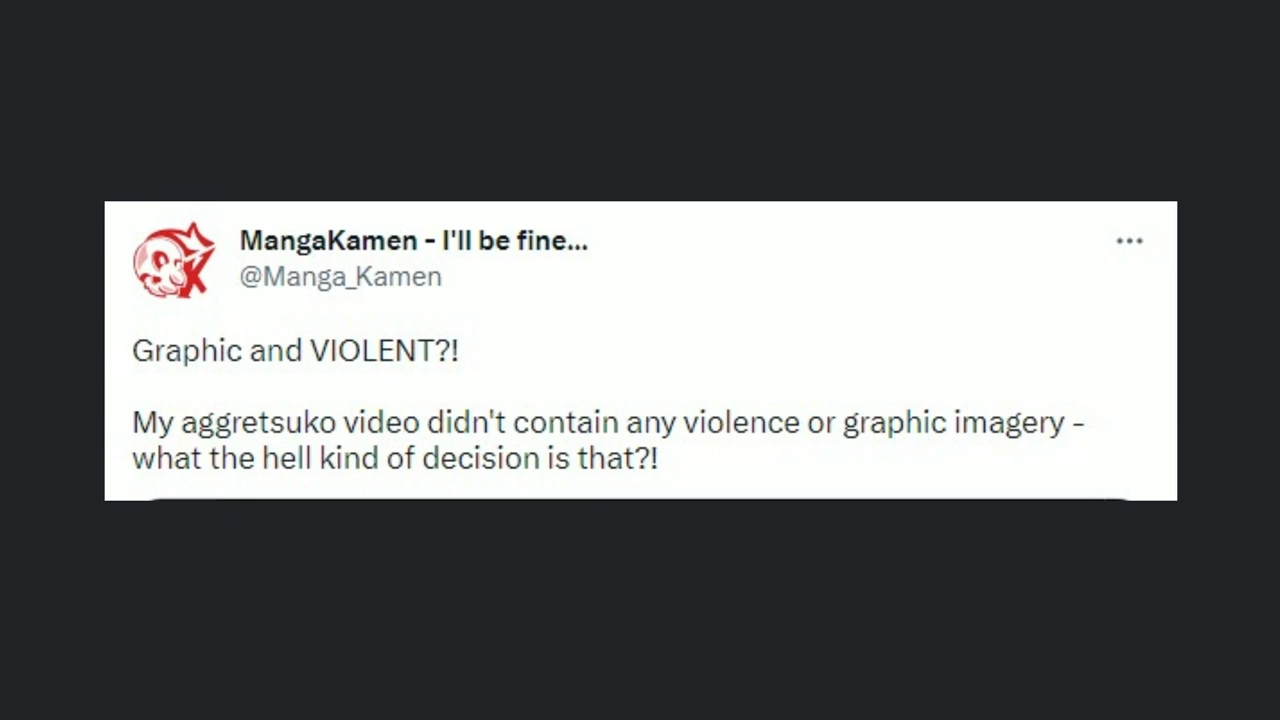 MangaKamen - I'll be fine...
@Manga_Kamen
Graphic and VIOLENT?!
My aggretsuko video didn't contain any violence or graphic imagery -
what the hell kind of decision is that?!